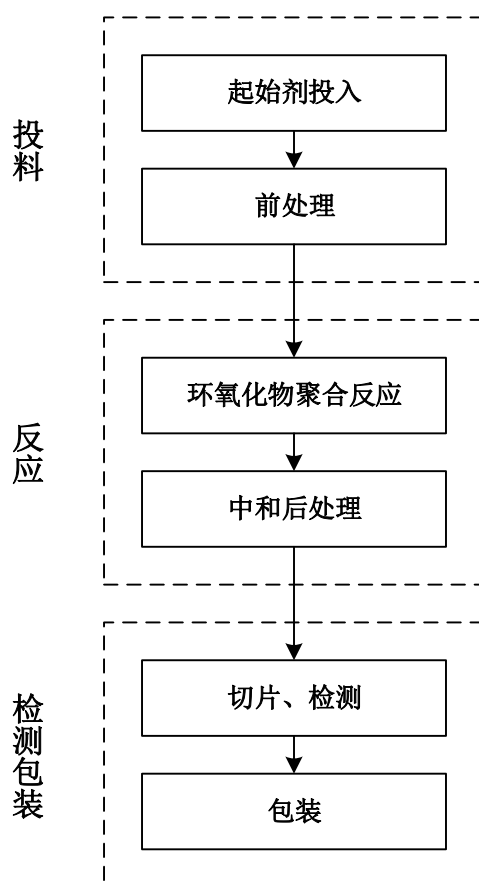 投料
起始剂投入
前处理
反应
环氧化物聚合反应
中和后处理
检测包装
切片、检测
包装